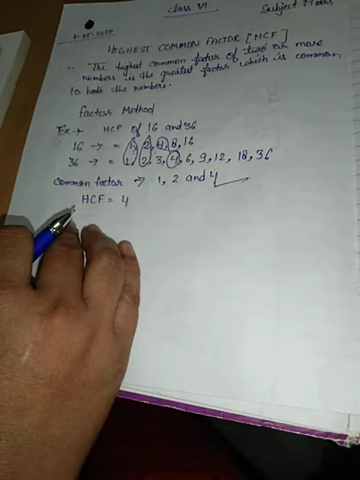 Class VI Subject Maths
HIGHEST COMMON FACTOR [HCF]
The highest common factor of two or more
numbers is the greatest factor which is common,
to both the numbers.
factors Method
Ex → HCF of 16 and 36
16 → = 1, 2, 4, 8, 16
36 → = 1, 2, 3, 4, 6, 9, 12, 18, 36
Common factor → 1, 2 and 4
HCF = 4